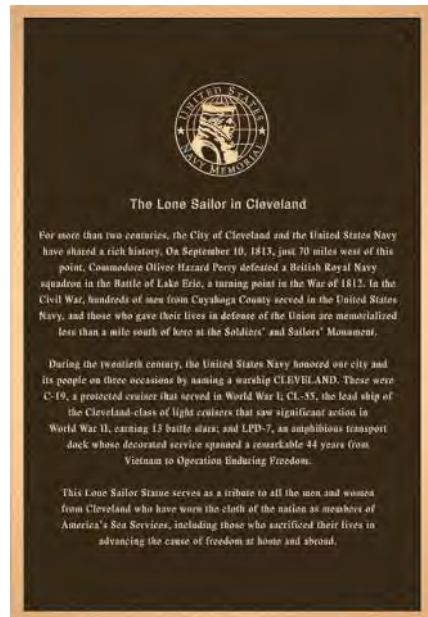 UNITED STATES
NAVY MEMORIAL
The Lone Sailor in Cleveland
For more than two centuries, the City of Cleveland and the United States Navy
have shared a rich history. On September 10, 1813, just 70 miles west of this
point, Commodore Oliver Hazard Perry defeated a British Royal Navy
squadron in the Battle of Lake Erie, a turning point in the War of 1812. In the
Civil War, hundreds of men from Cuyahoga County served in the United States
Navy, and those who gave their lives in defense of the Union are memorialized
less than a mile south of here at the Soldiers' and Sailors' Monument.
During the twentieth century, the United States Navy honored our city and
its people on three occasions by naming a warship CLEVELAND. These were
C-19, a protected cruiser that served in World War I; CL-55, the lead ship of
the Cleveland-class of light cruisers that saw significant action in
World War II, earning 13 battle stars; and LPD-7, an amphibious transport
dock whose decorated service spanned a remarkable 44 years from
Vietnam to Operation Enduring Freedom.
This Lone Sailor Statue serves as a tribute to all the men and women
from Cleveland who have worn the cloth of the nation as members of
America's Sea Services, including those who sacrificed their lives in
advancing the cause of freedom at home and abroad.